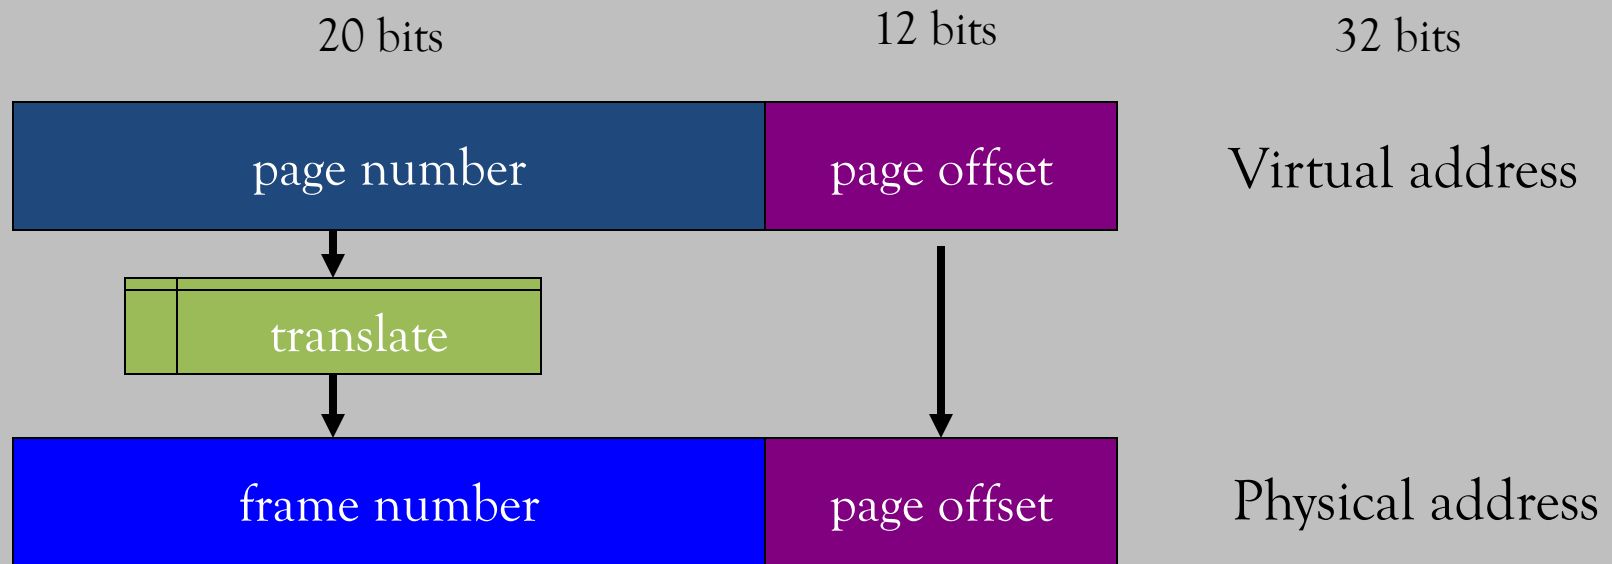 20 bits 12 bits 32 bits
page number page offset Virtual address
translate
frame number page offset Physical address